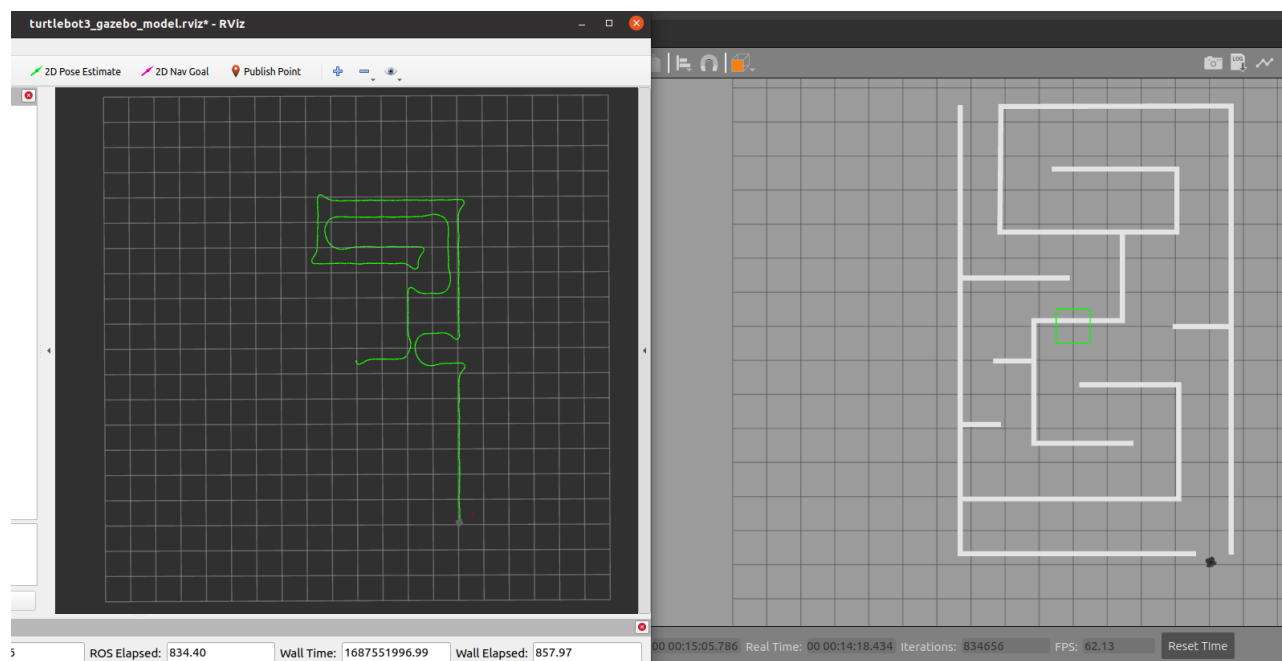 turtlebot3_gazebo_model.rviz* - RViz
2D Pose Estimate 2D Nav Goal Publish Point
LOG
ROS Elapsed: 834.40 Wall Time: 1687551996.99 Wall Elapsed: 857.97
00 00:15:05.786 Real Time: 00 00:14:18.434 Iterations: 834656 FPS: 62.13 Reset Time